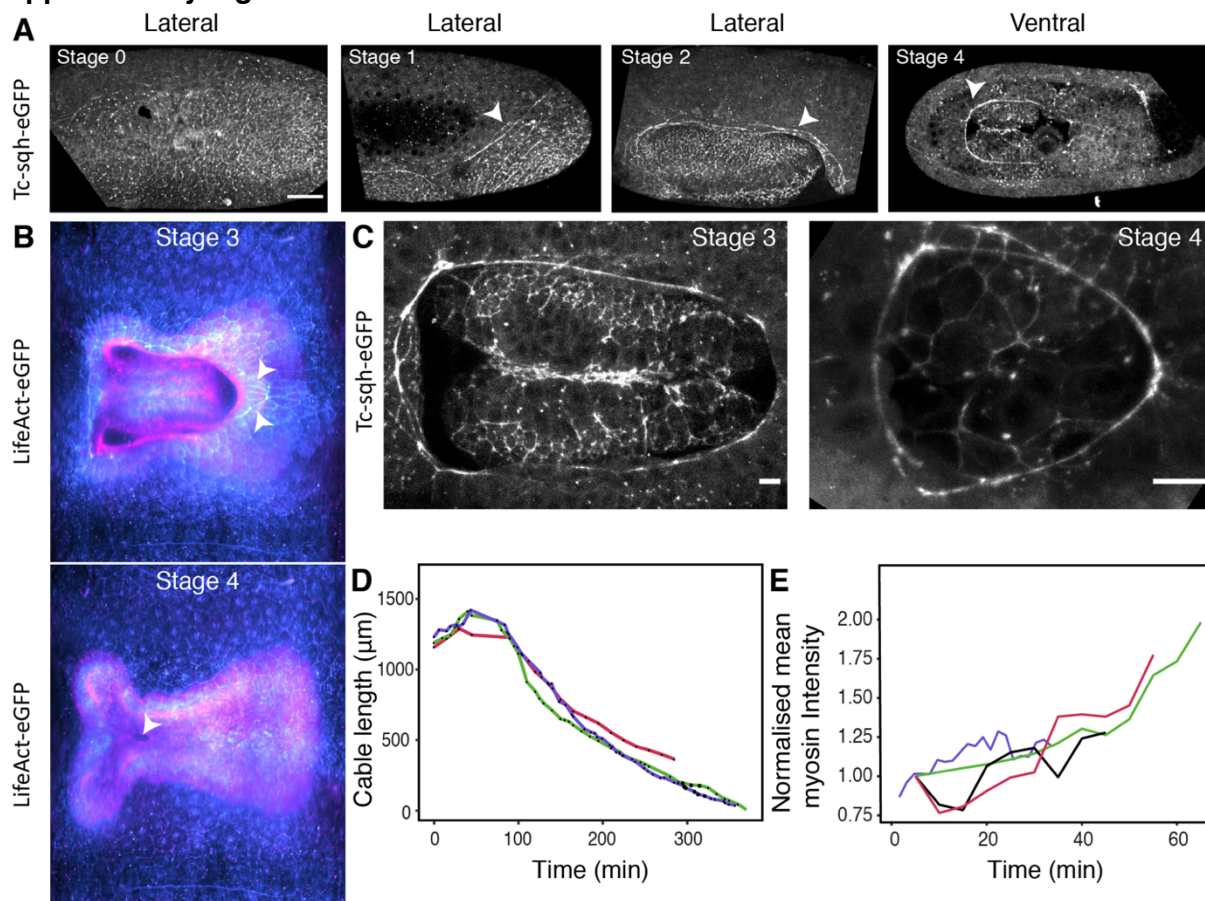 Lateral Lateral Lateral Ventral
A
Stage 0 Stage 1 Stage 2 Stage 4
Tc-sqh-eGFP
B Stage 3
LifeAct-eGFP
C Stage 3 Stage 4
Tc-sqh-eGFP
Stage 4
LifeAct-eGFP
D
Cable length (µm)
1500
1000
500
0
0 100 200 300
Time (min)
E
Normalised mean
myosin Intensity
2.00
1.75
1.50
1.25
1.00
0.75
0 20 40 60
Time (min)